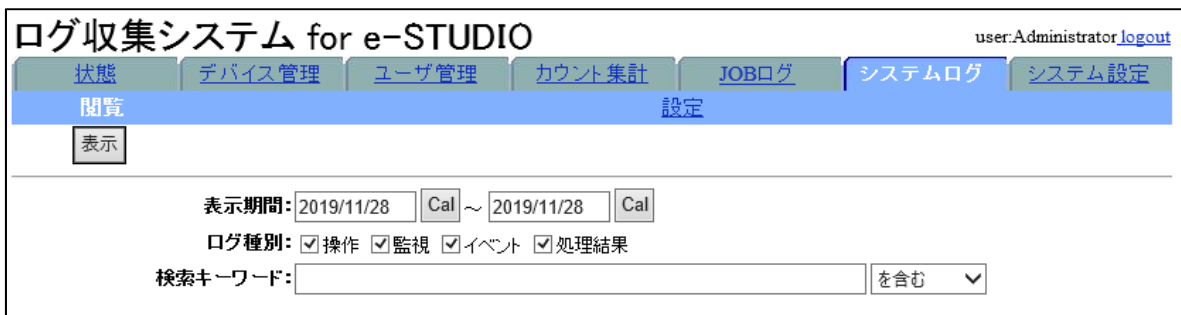 ログ収集システム for e-STUDIO user:Administrator logout
状態 デバイス管理 ユーザ管理 カウント集計 JOBログ システムログ システム設定
閲覧 設定
表示
表示期間: 2019/11/28 Cal ～ 2019/11/28 Cal
ログ種別: 操作 監視 イベント 処理結果
検索キーワード: を含む